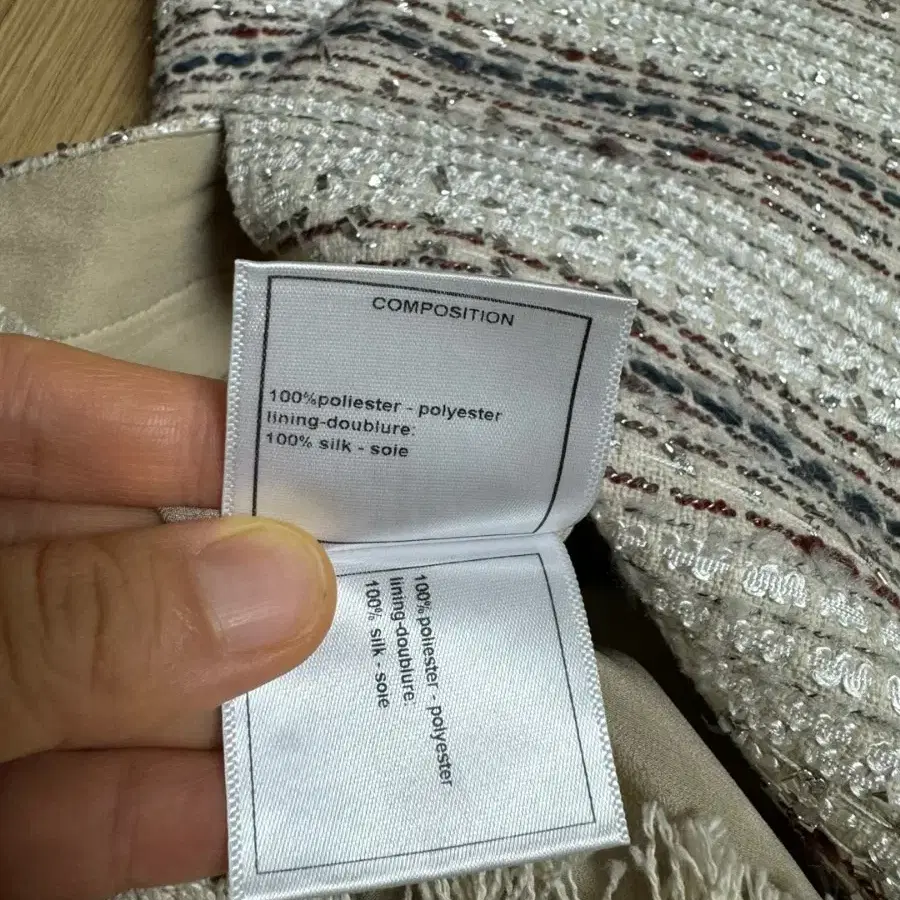 COMPOSITION
100%poliester - polyester
lining-doublure:
100% silk - soie
100% poliester - polyester
lining-doublure:
100% silk - soie